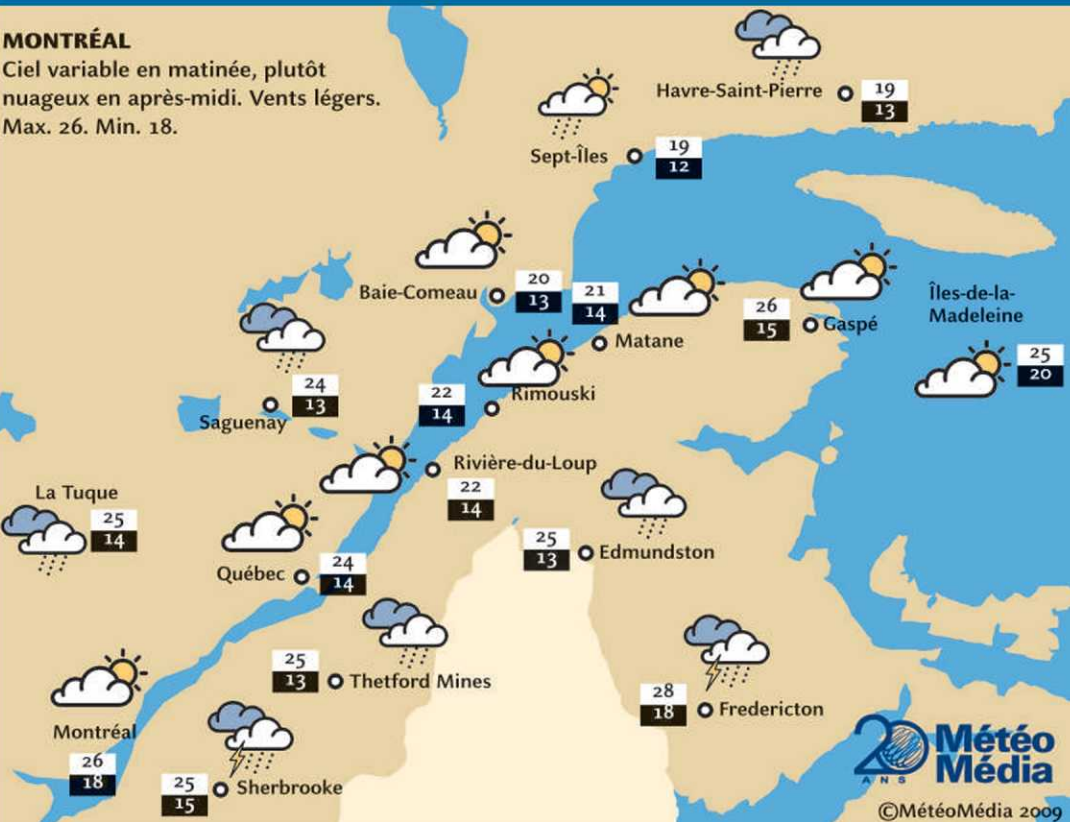 MONTRÉAL
Ciel variable en matinée, plutôt
nuageux en après-midi. Vents légers.
Max. 26. Min. 18.
Havre-Saint-Pierre
19
13
Sept-Îles
19
12
Baie-Comeau
20
13
21
14
Matane
26
15
Gaspé
Îles-de-la-
Madeleine
25
20
24
13
Saguenay
22
14
Rimouski
Rivière-du-Loup
22
14
La Tuque
25
14
Québec
24
14
25
13
Edmundston
25
13
Thetford Mines
28
18
Fredericton
Montréal
26
18
25
15
Sherbrooke
20
ANS
Météo
Média
©MétéoMédia 2009